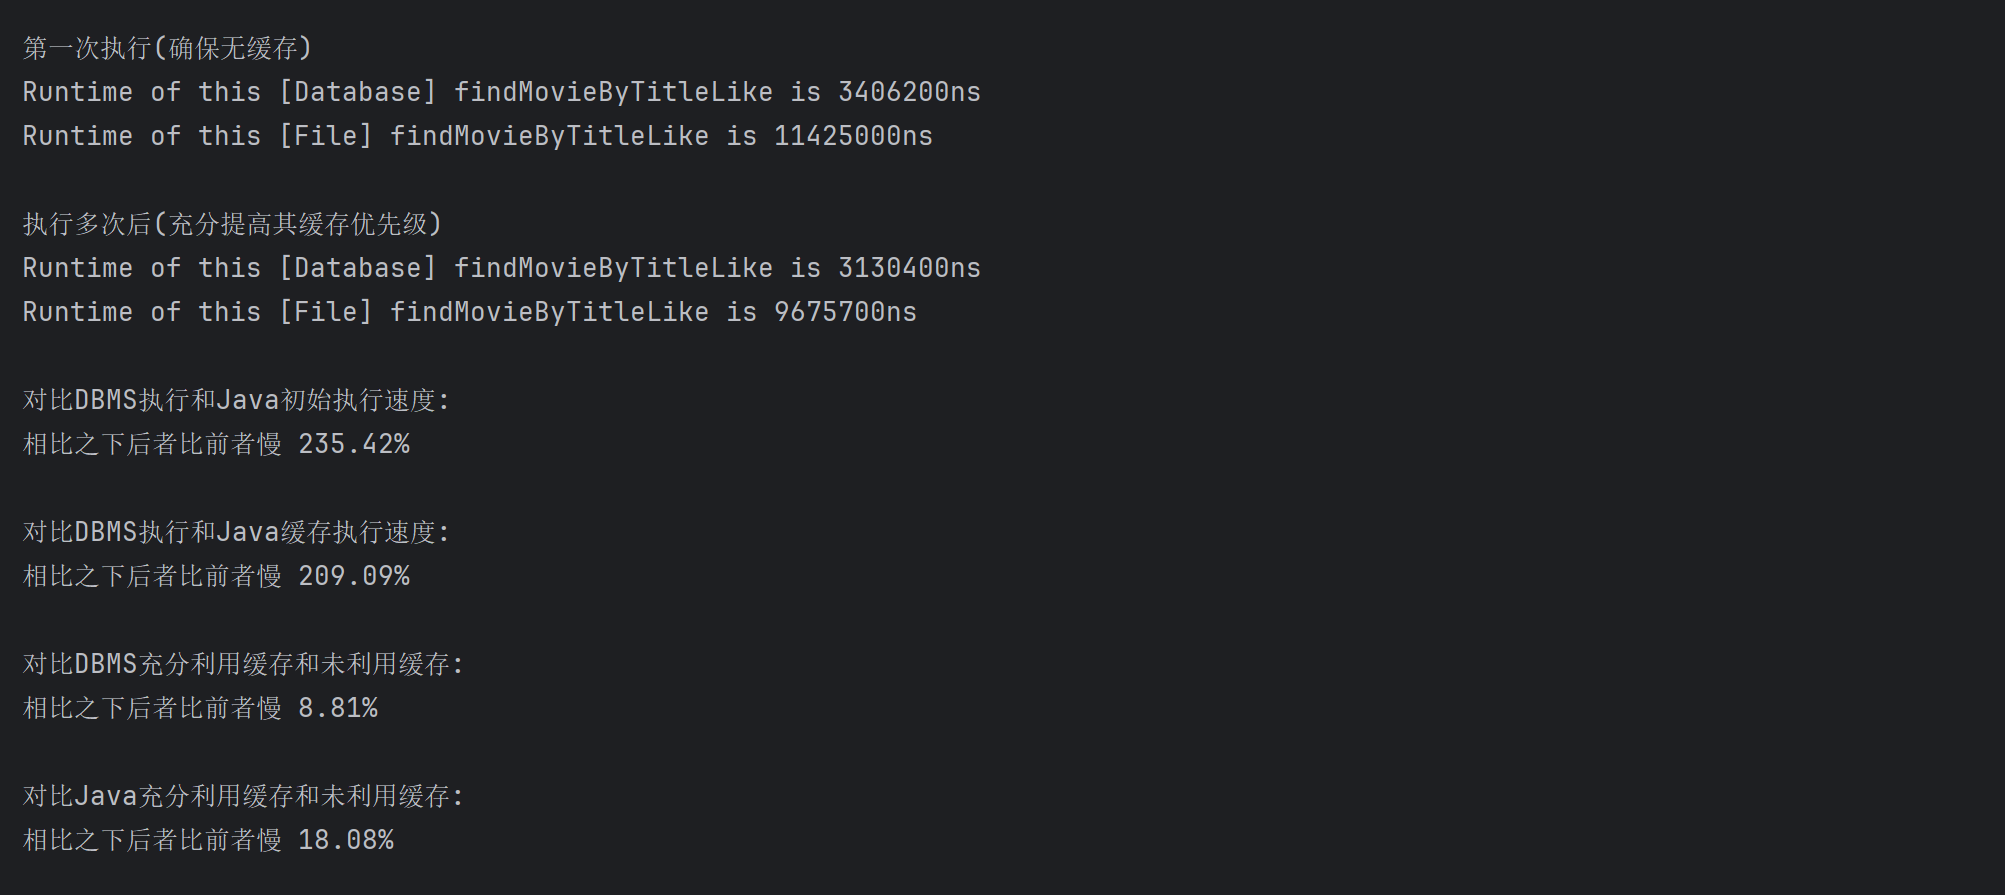 第一次执行(确保无缓存)
Runtime of this [Database] findMovieByTitleLike is 3406200ns
Runtime of this [File] findMovieByTitleLike is 11425000ns
执行多次后(充分提高其缓存优先级)
Runtime of this [Database] findMovieByTitleLike is 3130400ns
Runtime of this [File] findMovieByTitleLike is 9675700ns
对比DBMS执行和Java初始执行速度:
相比之下后者比前者慢 235.42%
对比DBMS执行和Java缓存执行速度:
相比之下后者比前者慢 209.09%
对比DBMS充分利用缓存和未利用缓存:
相比之下后者比前者慢 8.81%
对比Java充分利用缓存和未利用缓存:
相比之下后者比前者慢 18.08%